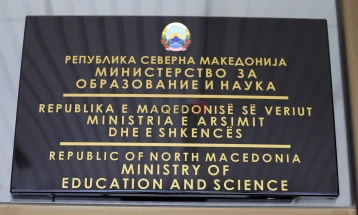 РЕПУБЛИКА СЕВЕРНА МАКЕДОНИЈА
МИНИСТЕРСТВО ЗА
ОБРАЗОВАНИЕ И НАУКА
REPUBLIKA E MAQEDONISË SË VERIUT
MINISTRIA E ARSIMIT
DHE E SHKENCËS
REPUBLIC OF NORTH MACEDONIA
MINISTRY OF
EDUCATION AND SCIENCE